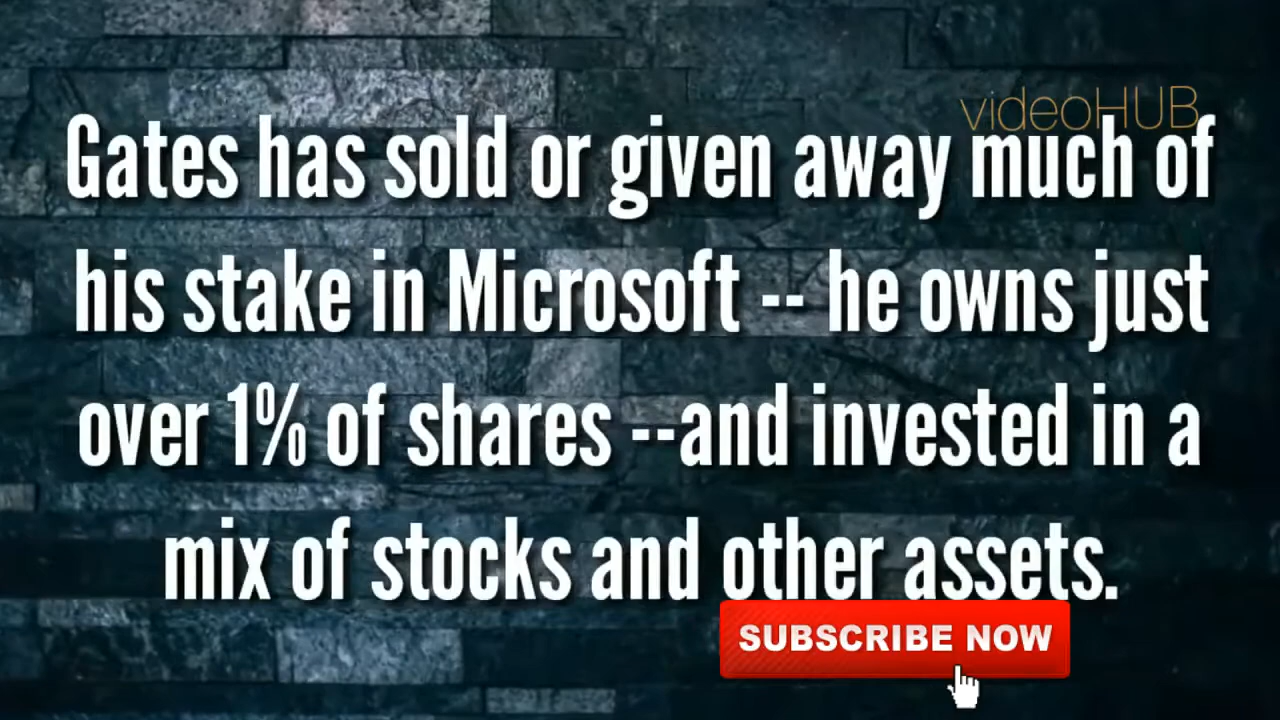 videoHUB
Gates has sold or given away much of
his stake in Microsoft -- he owns just
over 1% of shares --and invested in a
mix of stocks and other assets.
SUBSCRIBE NOW